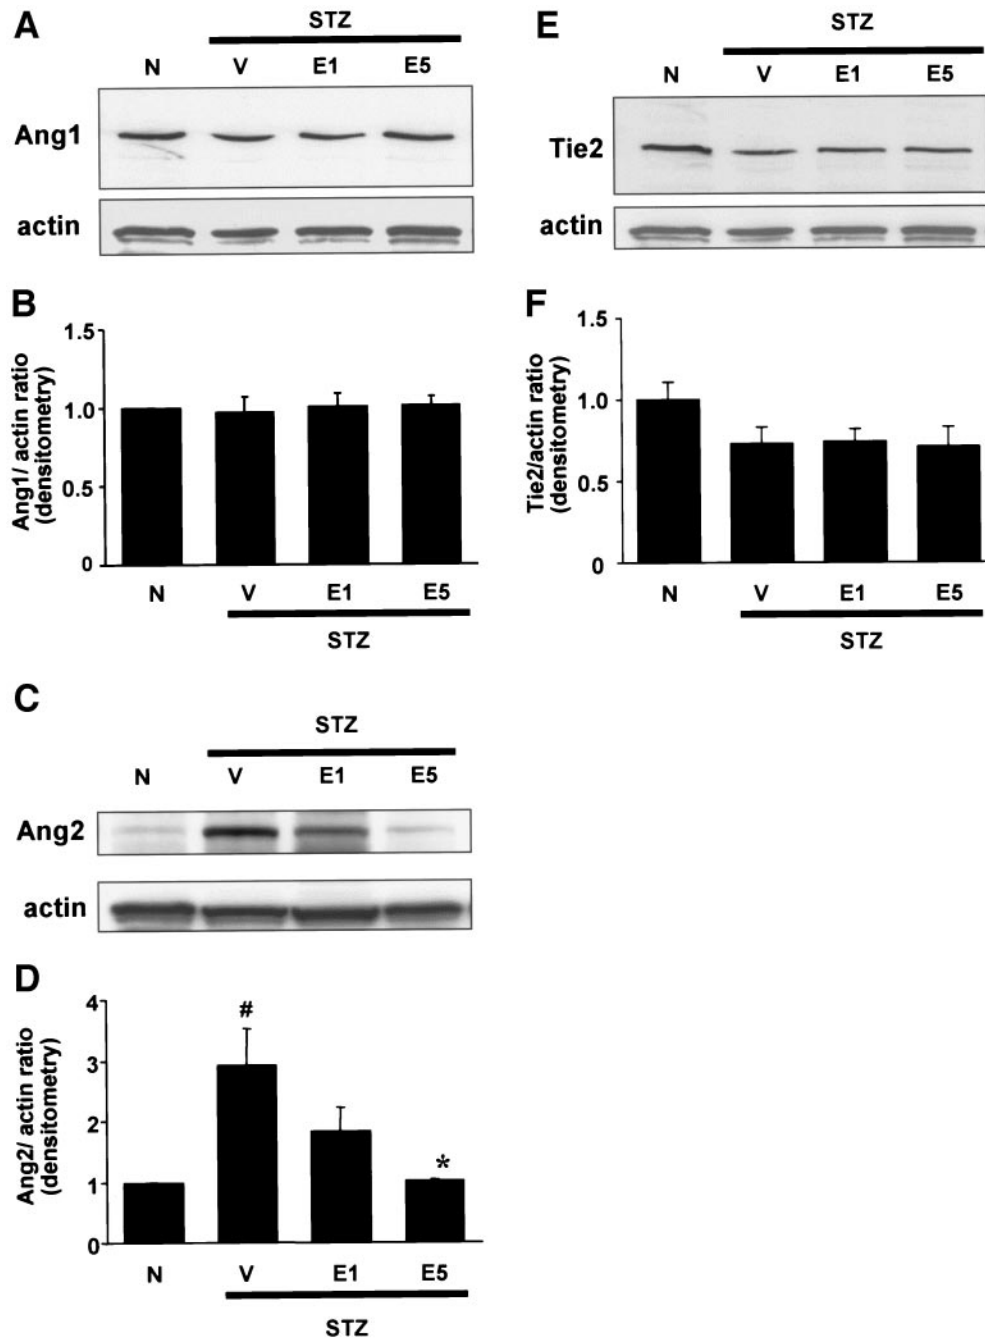 A
STZ
N V E1 E5
Ang1
actin
B
Ang1/ actin ratio
(densitometry)
1.5
1.0
0.5
0
N V E1 E5
STZ
C
STZ
N V E1 E5
Ang2
actin
D
Ang2/ actin ratio
(densitometry)
4
3
2
1
0
#
*
N V E1 E5
STZ
E
STZ
N V E1 E5
Tie2
actin
F
Tie2/actin ratio
(densitometry)
1.5
1.0
0.5
0
N V E1 E5
STZ